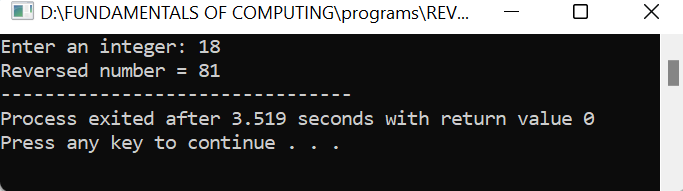 D:\FUNDAMENTALS OF COMPUTING\programs\REV...
Enter an integer: 18
Reversed number = 81
--------------------------------
Process exited after 3.519 seconds with return value 0
Press any key to continue . . .